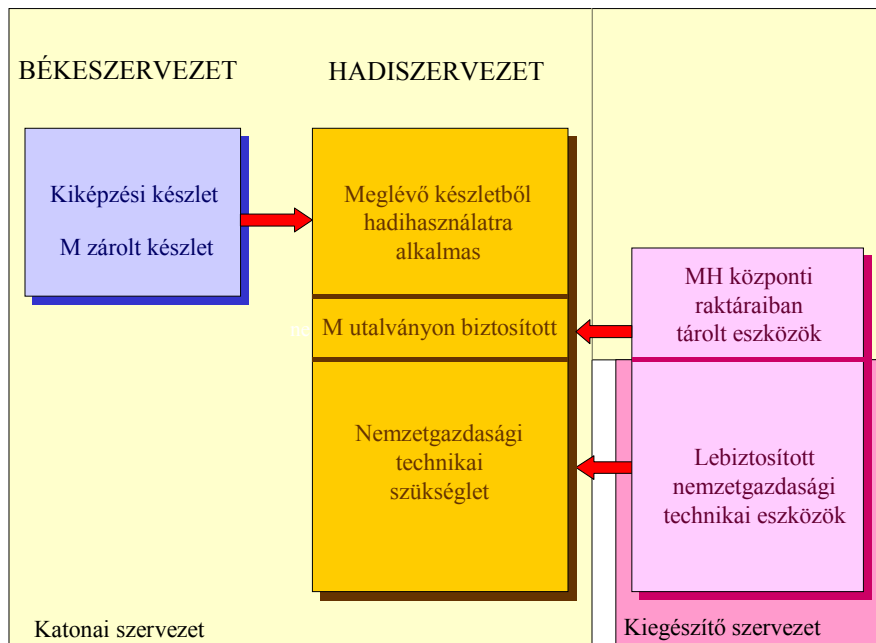 BÉKESZERVEZET
HADISZERVEZET
Kiképzési készlet
M zárolt készlet
Meglévő készletből
hadihasználatra
alkalmas
M utalványon biztosított
Nemzetgazdasági
technikai
szükséglet
MH központi
raktáraiban
tárolt eszközök
Lebiztosított
nemzetgazdasági
technikai eszközök
Katonai szervezet
Kiegészítő szervezet